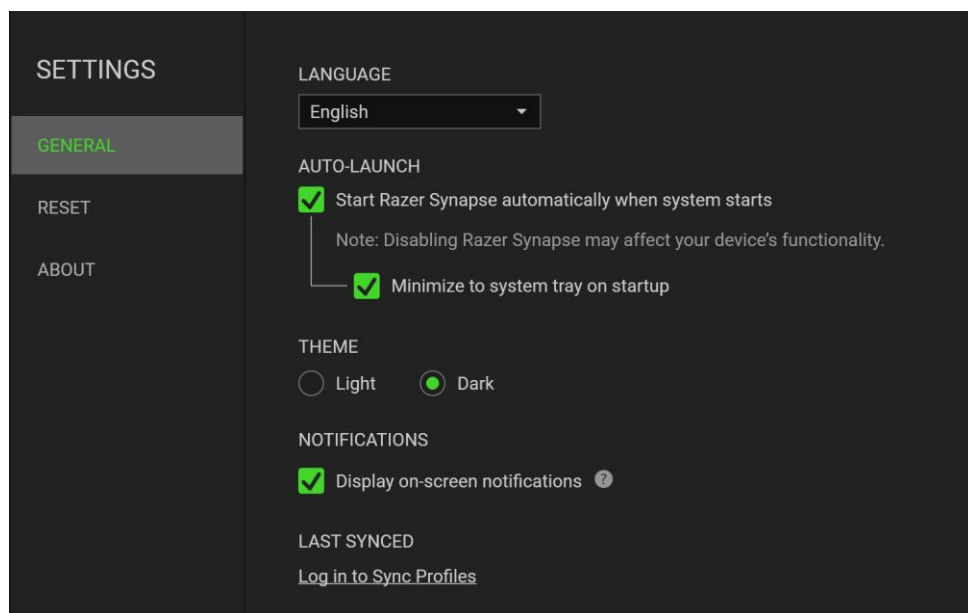 SETTINGS
GENERAL
RESET
ABOUT
LANGUAGE
English
AUTO-LAUNCH
Start Razer Synapse automatically when system starts
Note: Disabling Razer Synapse may affect your device’s functionality.
Minimize to system tray on startup
THEME
Light Dark
NOTIFICATIONS
Display on-screen notifications ?
LAST SYNCED
Log in to Sync Profiles